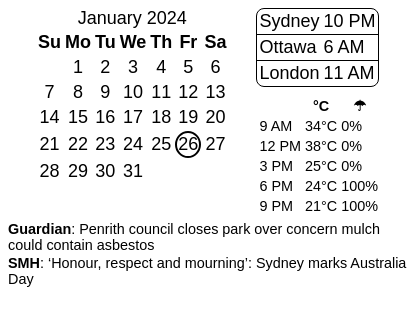 January 2024
Su Mo Tu We Th Fr Sa
1 2 3 4 5 6
7 8 9 10 11 12 13
14 15 16 17 18 19 20
21 22 23 24 25 26 27
28 29 30 31
Sydney 10 PM
Ottawa 6 AM
London 11 AM
°C ☂
9 AM 34°C 0%
12 PM 38°C 0%
3 PM 25°C 0%
6 PM 24°C 100%
9 PM 21°C 100%
Guardian: Penrith council closes park over concern mulch
could contain asbestos
SMH: ‘Honour, respect and mourning’: Sydney marks Australia
Day